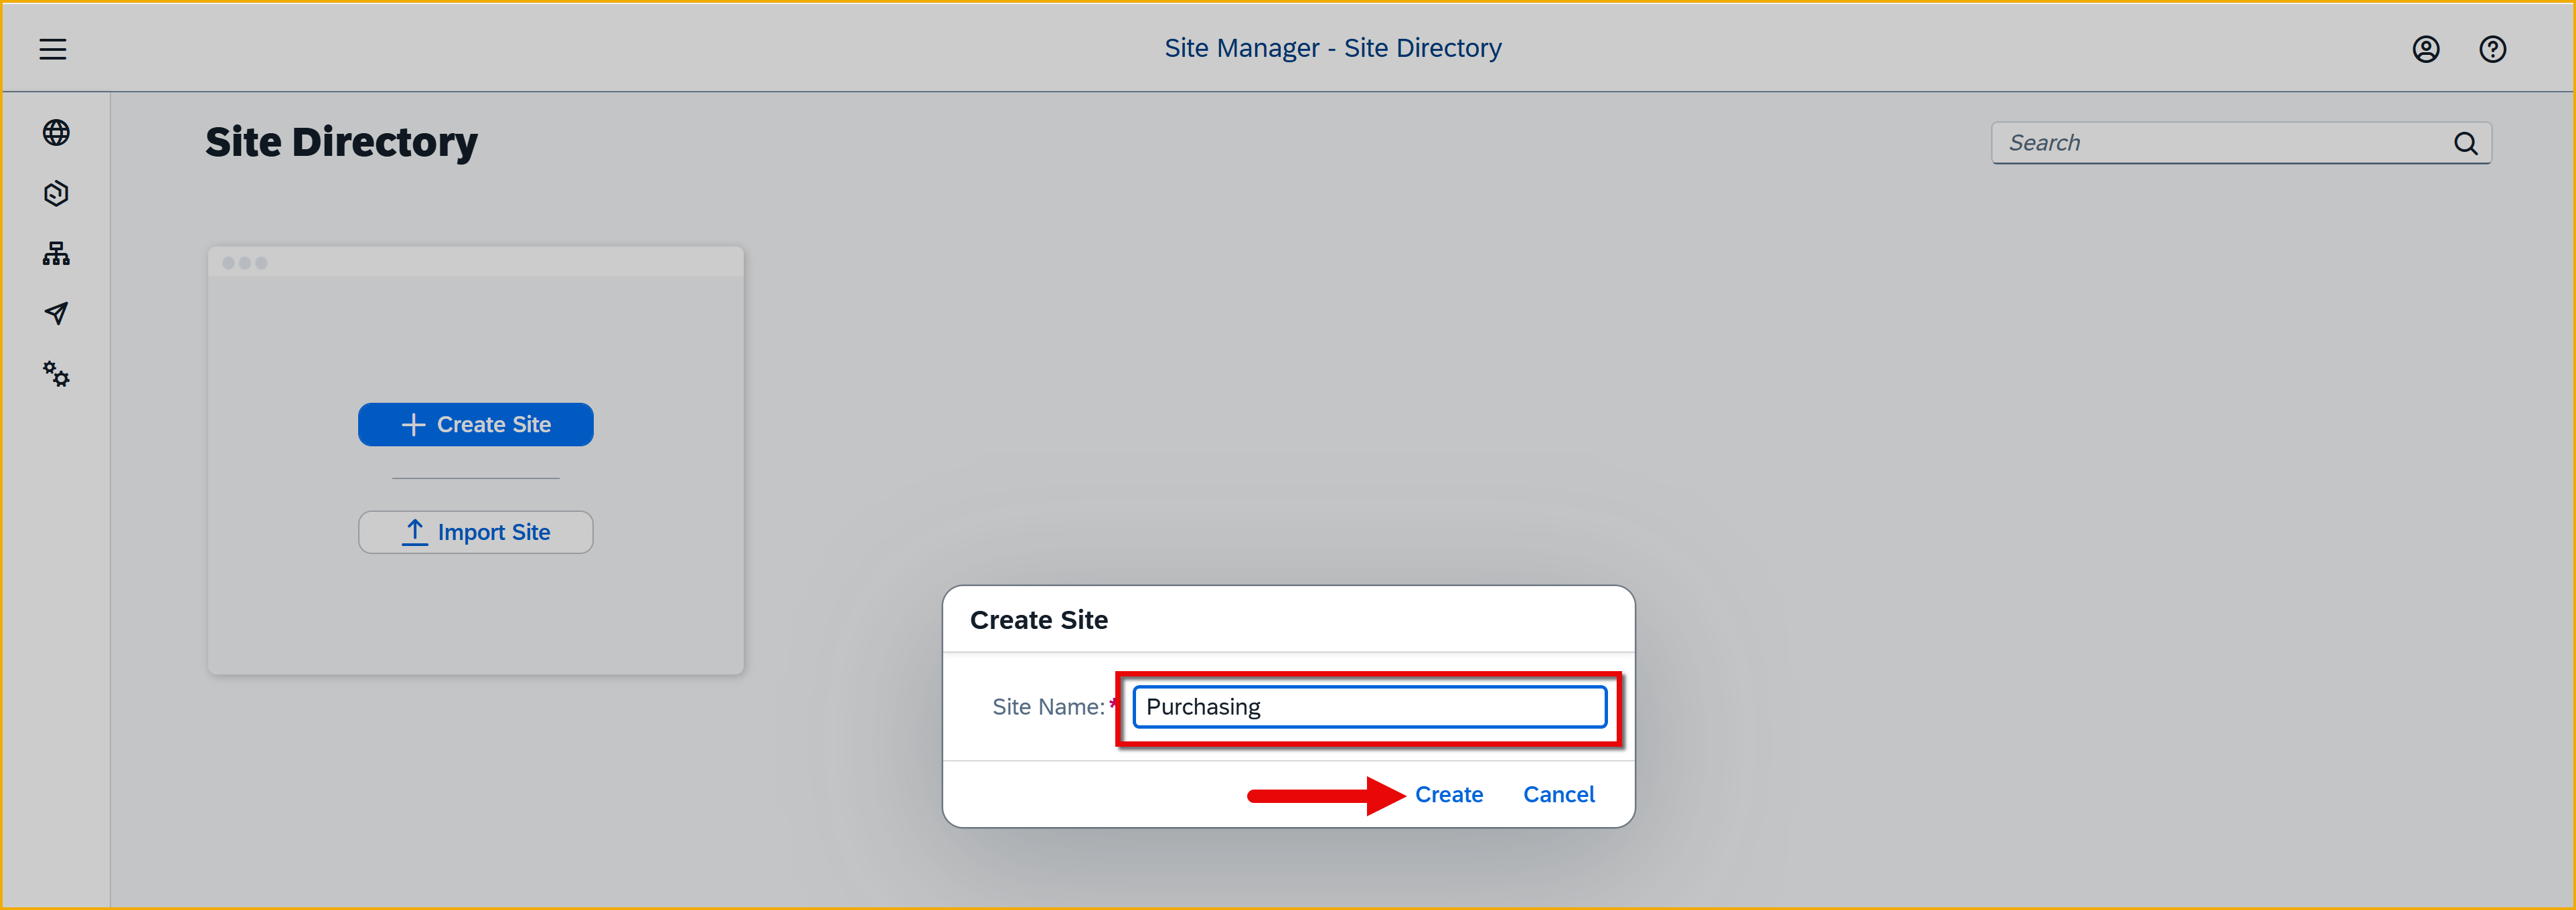 Site Manager - Site Directory
Site Directory
Search
Create Site
Import Site
Create Site
Site Name:* Purchasing
Create Cancel